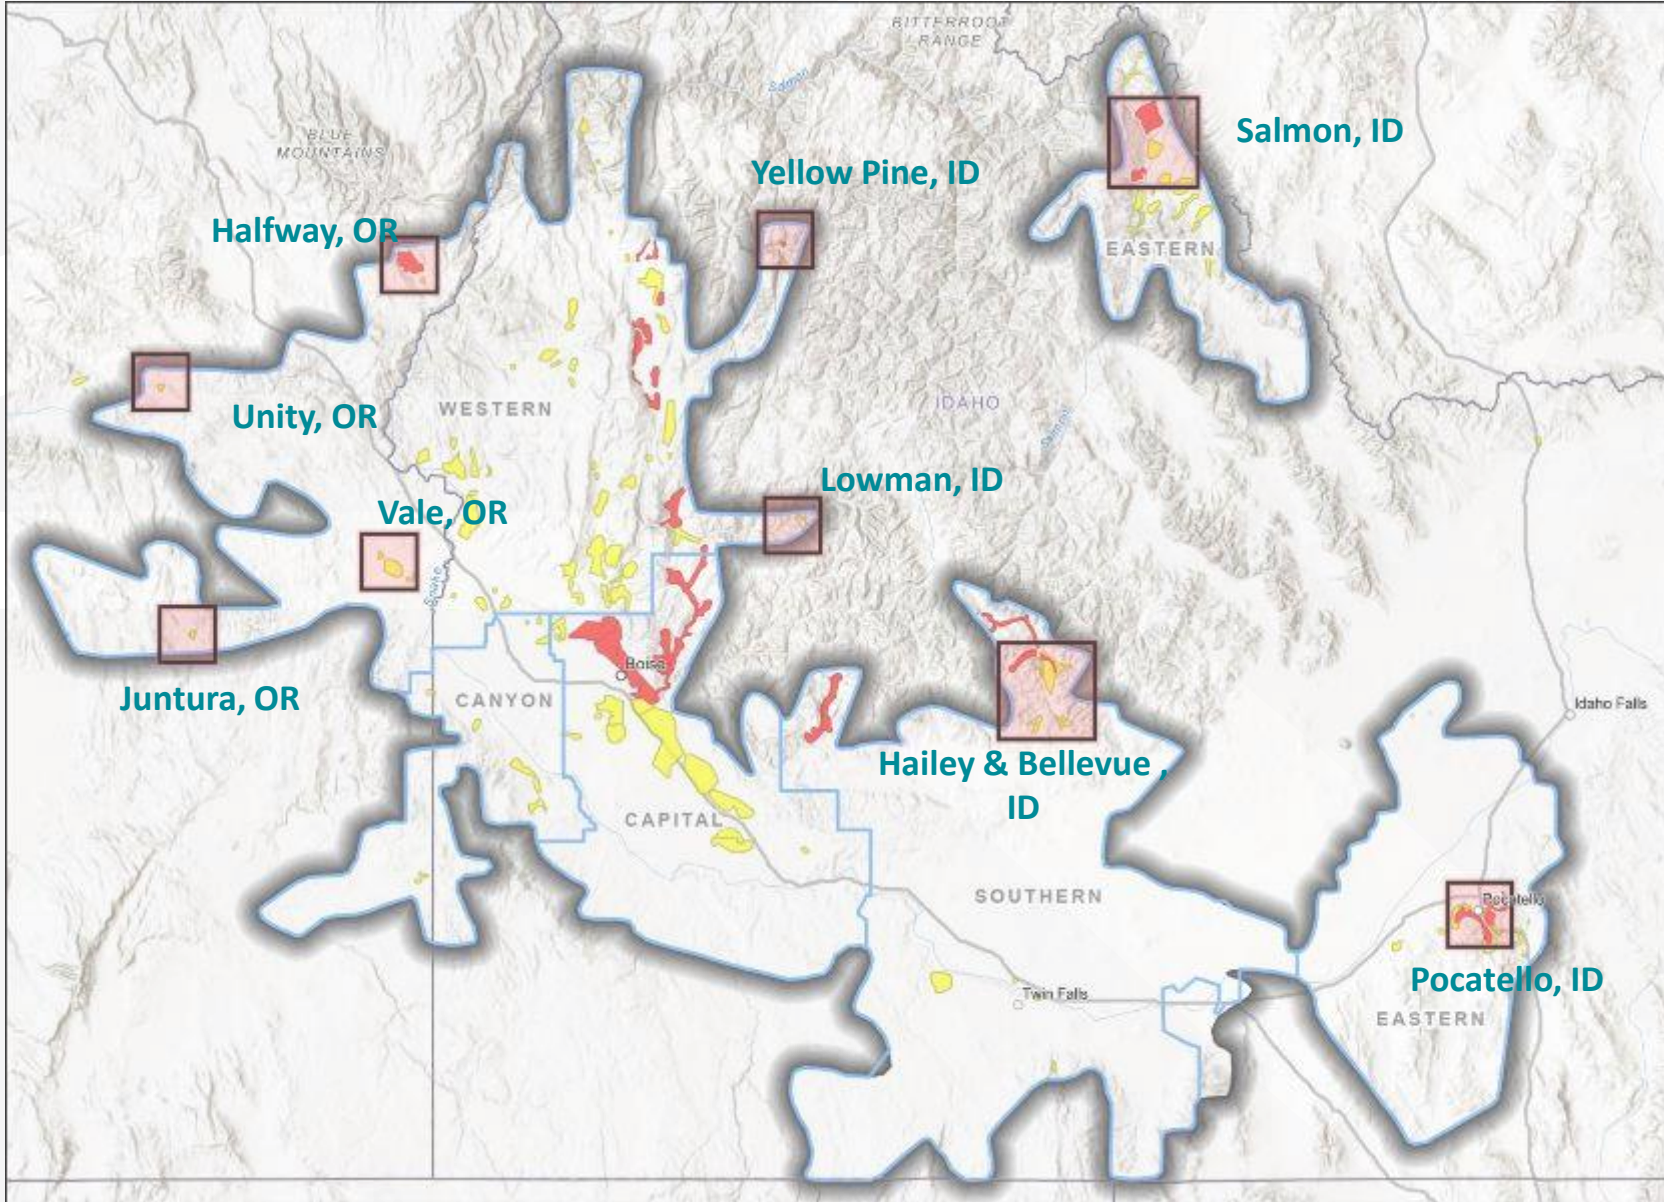 BITTERROOT
RANGE
Salmon
BLUE
MOUNTAINS
Salmon, ID
Yellow Pine, ID
Halfway, OR
EASTERN
Unity, OR
WESTERN
IDAHO
Salmon
Lowman, ID
Vale, OR
Snake
Boise
Juntura, OR
CANYON
Idaho Falls
Hailey & Bellevue ,
ID
CAPITAL
SOUTHERN
Pocatello
Pocatello, ID
Twin Falls
EASTERN